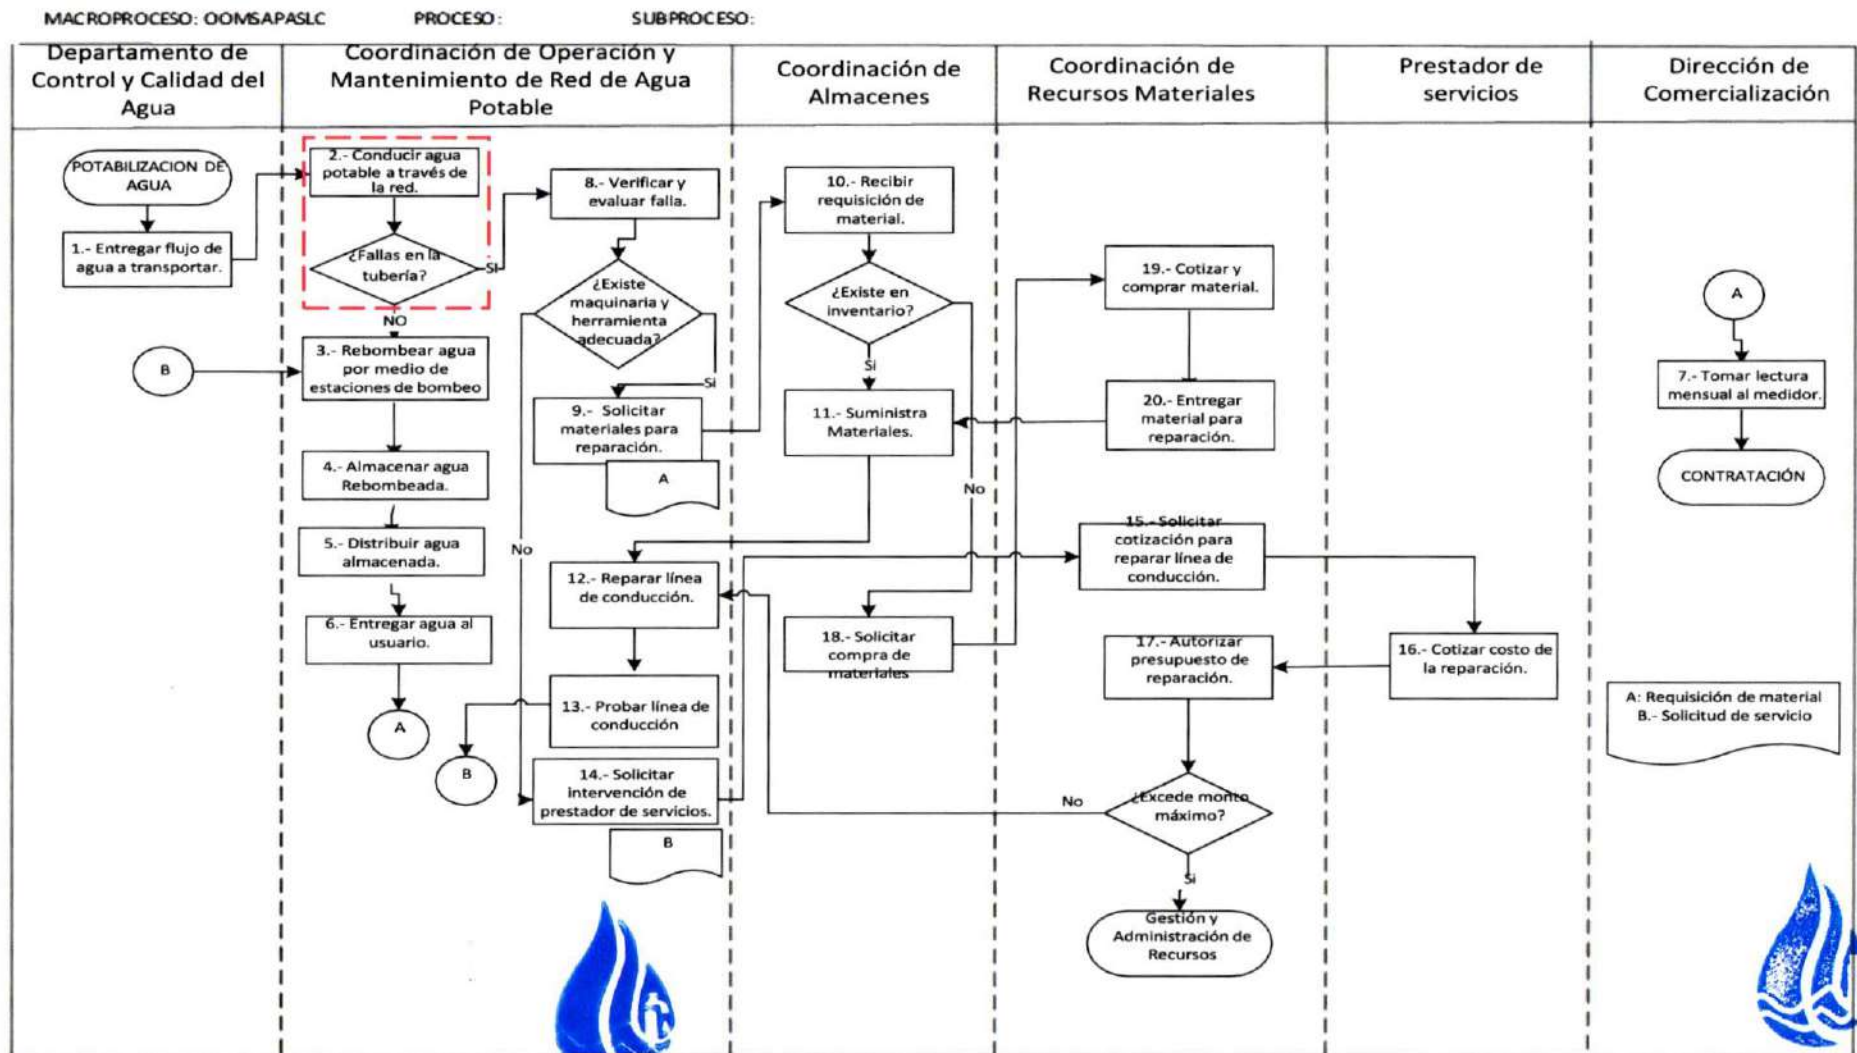 MACROPROCESO: OOMSAPASLC PROCESO: SUBPROCESO:
Departamento de
Control y Calidad del
Agua
Coordinación de Operación y
Mantenimiento de Red de Agua
Potable
Coordinación de
Almacenes
Coordinación de
Recursos Materiales
Prestador de
servicios
Dirección de
Comercialización
POTABILIZACION DE
AGUA
1.- Entregar flujo de
agua a transportar.
B
2.- Conducir agua
potable a través de
la red.
¿Fallas en la
tubería?
SI
NO
3.- Rebombear agua
por medio de
estaciones de bombeo
4.- Almacenar agua
Rebombeada.
5.- Distribuir agua
almacenada.
6.- Entregar agua al
usuario.
A
8.- Verificar y
evaluar falla.
¿Existe
maquinaria y
herramienta
adecuada?
Si
No
9.- Solicitar
materiales para
reparación.
A
12.- Reparar línea
de conducción.
13.- Probar línea de
conducción
B
14.- Solicitar
intervención de
prestador de servicios.
B
10.- Recibir
requisición de
material.
¿Existe en
inventario?
Si
No
11.- Suministra
Materiales.
18.- Solicitar
compra de
materiales
19.- Cotizar y
comprar material.
20.- Entregar
material para
reparación.
15.- Solicitar
cotización para
reparar línea de
conducción.
17.- Autorizar
presupuesto de
reparación.
¿Excede monto
máximo?
No
Si
Gestión y
Administración de
Recursos
16.- Cotizar costo de
la reparación.
A
7.- Tomar lectura
mensual al medidor.
CONTRATACIÓN
A: Requisición de material
B.- Solicitud de servicio